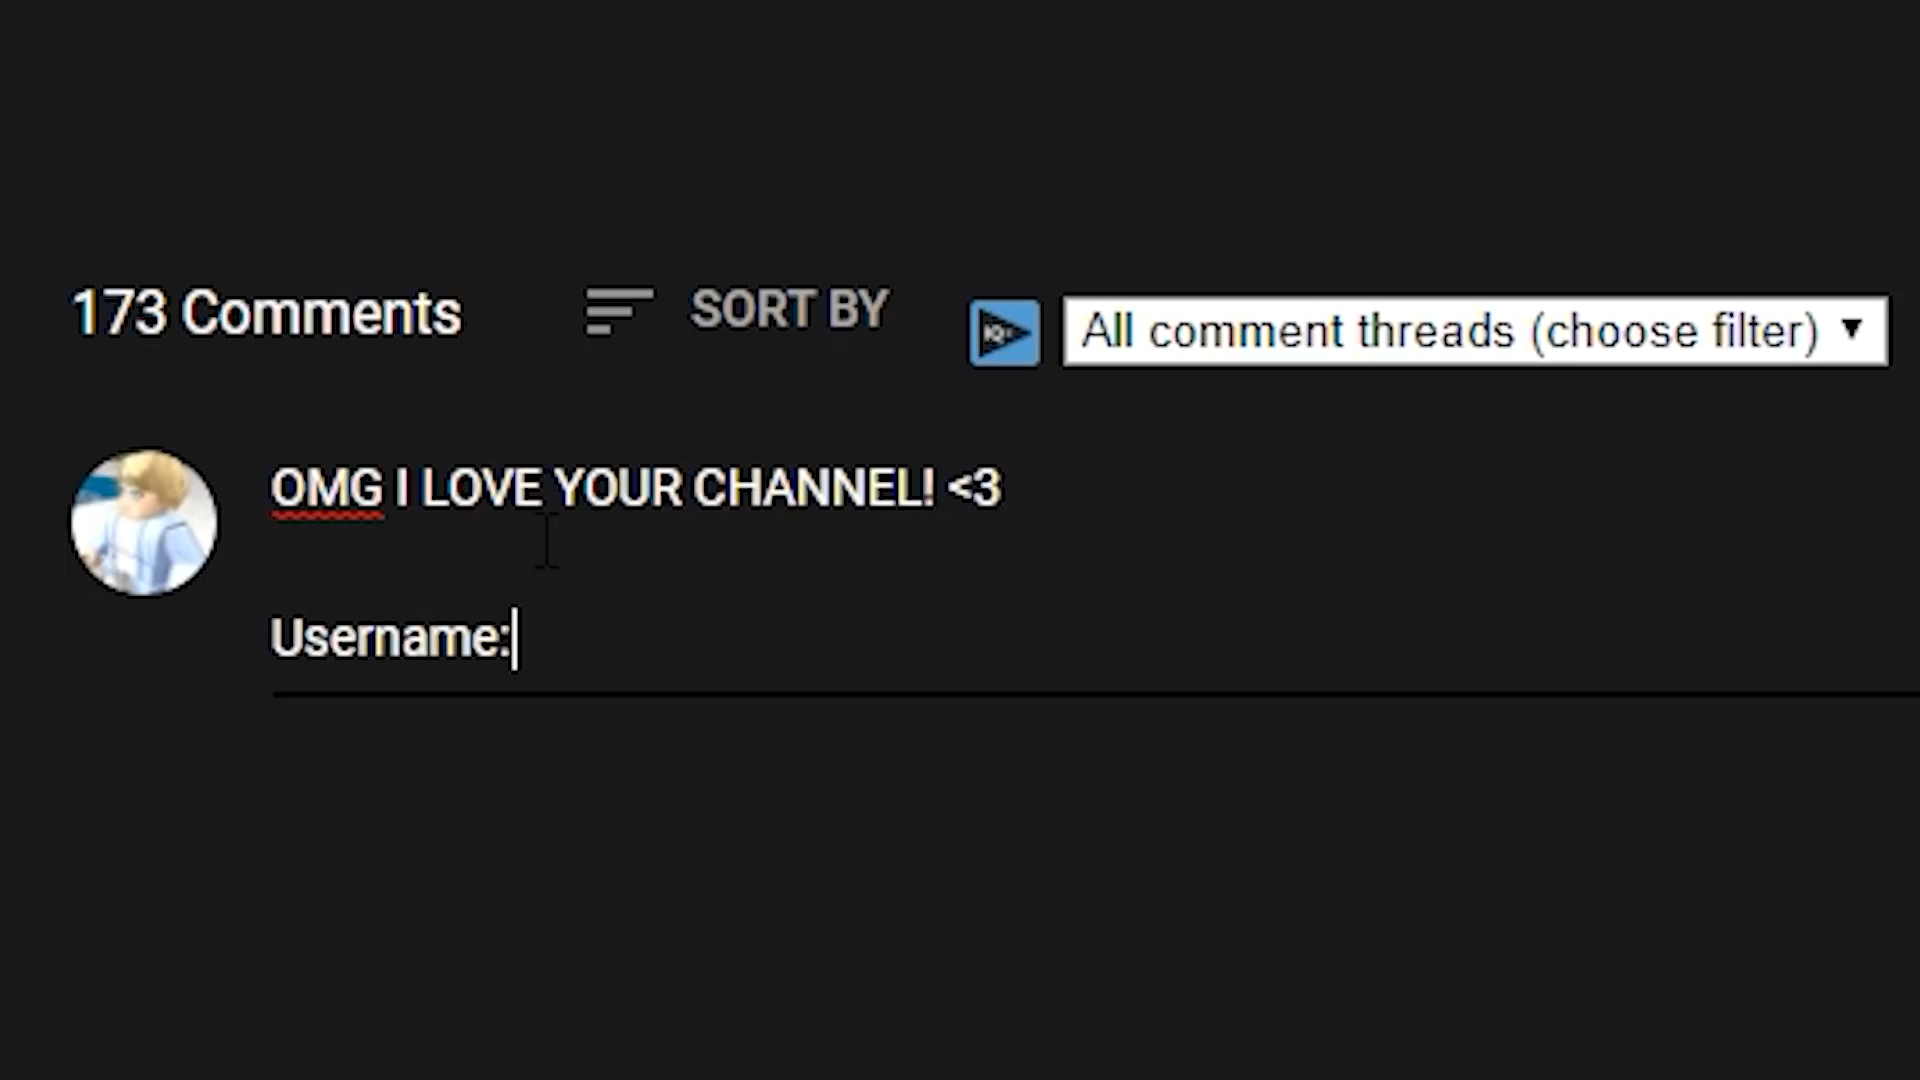 173 Comments SORT BY All comment threads (choose filter)
OMG I LOVE YOUR CHANNEL! <3
Username: